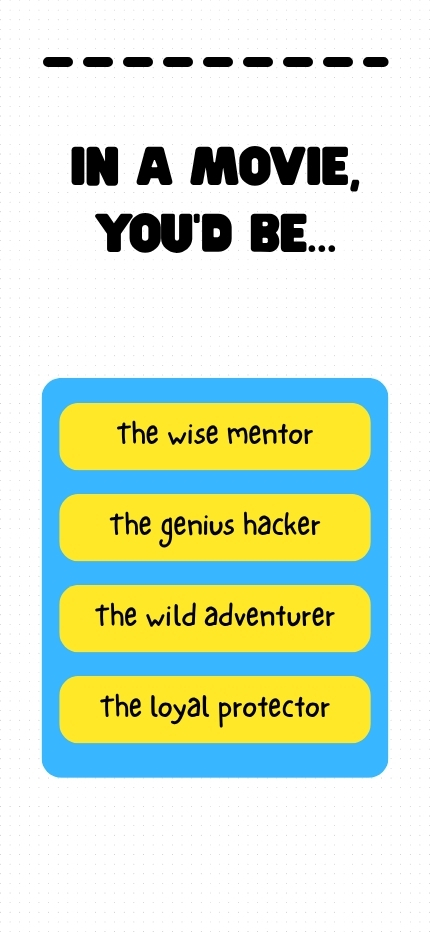 IN A MOVIE,
YOU'D BE...
the wise mentor
the genius hacker
the wild adventurer
the loyal protector